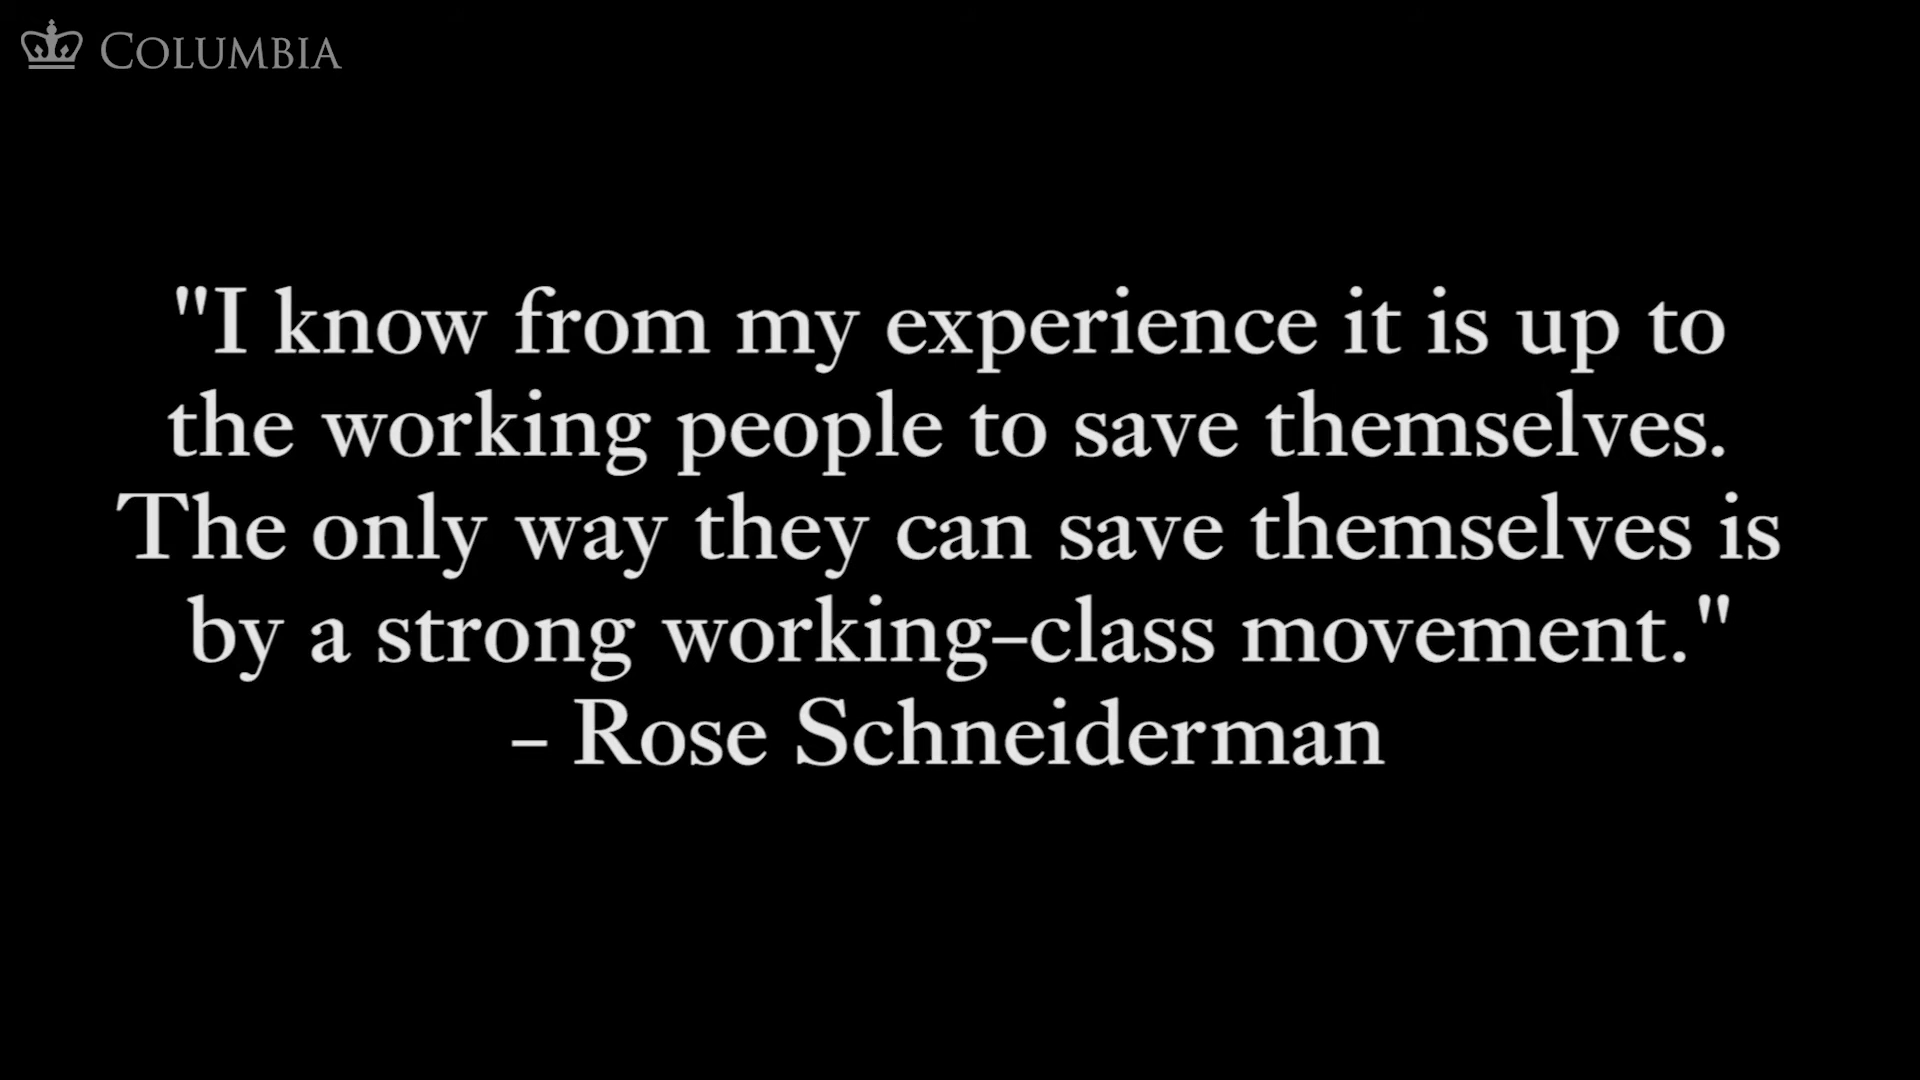 COLUMBIA
"I know from my experience it is up to
the working people to save themselves.
The only way they can save themselves is
by a strong working–class movement."
– Rose Schneiderman